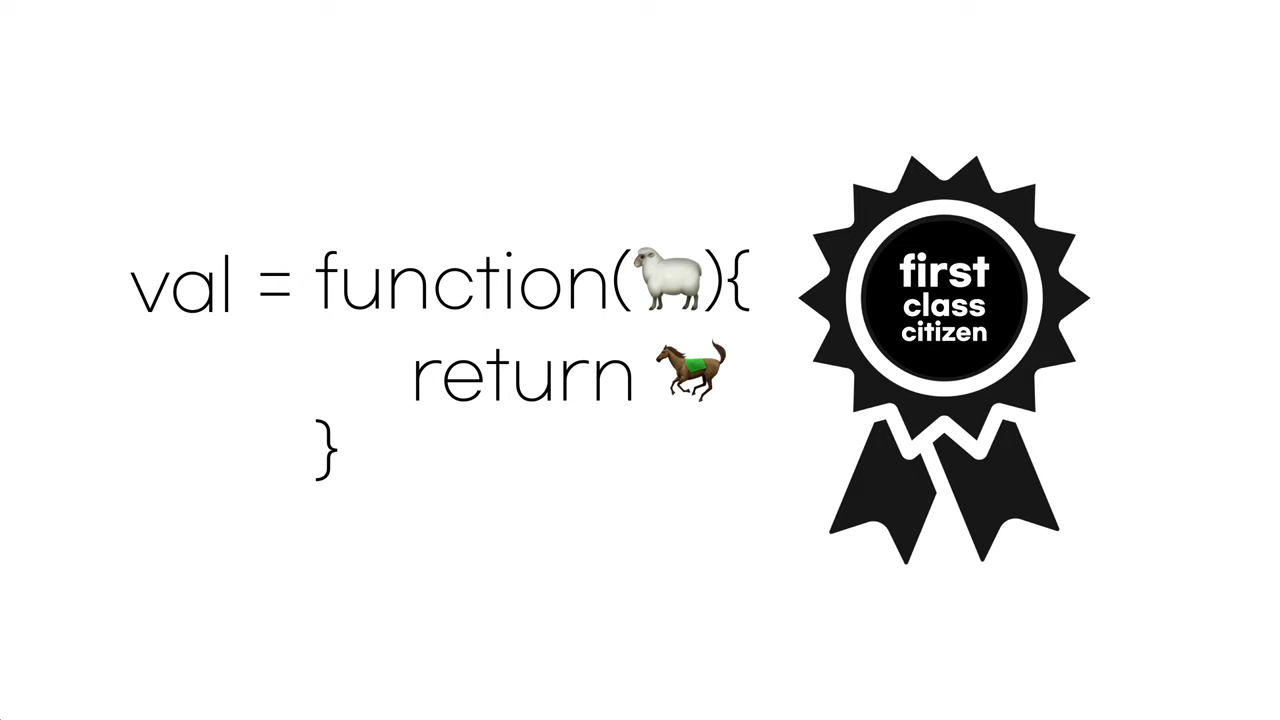 val = function(🐑){
return 🐎
}
first
class
citizen